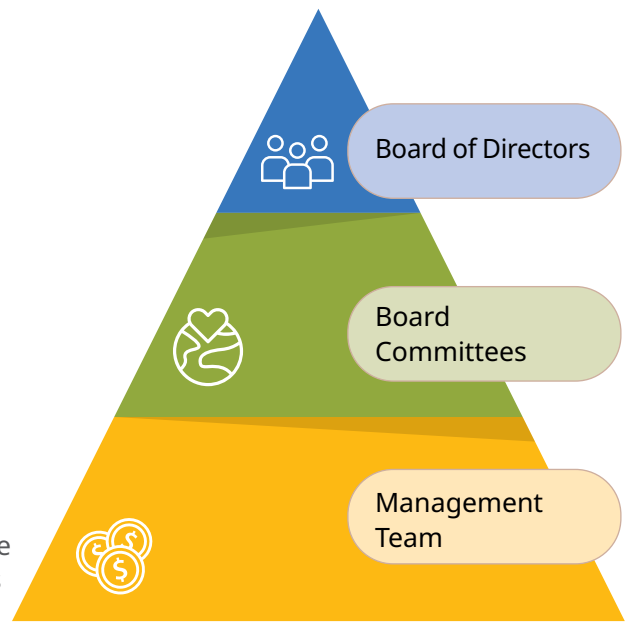 Board of Directors
Board
Committees
Management
Team
e